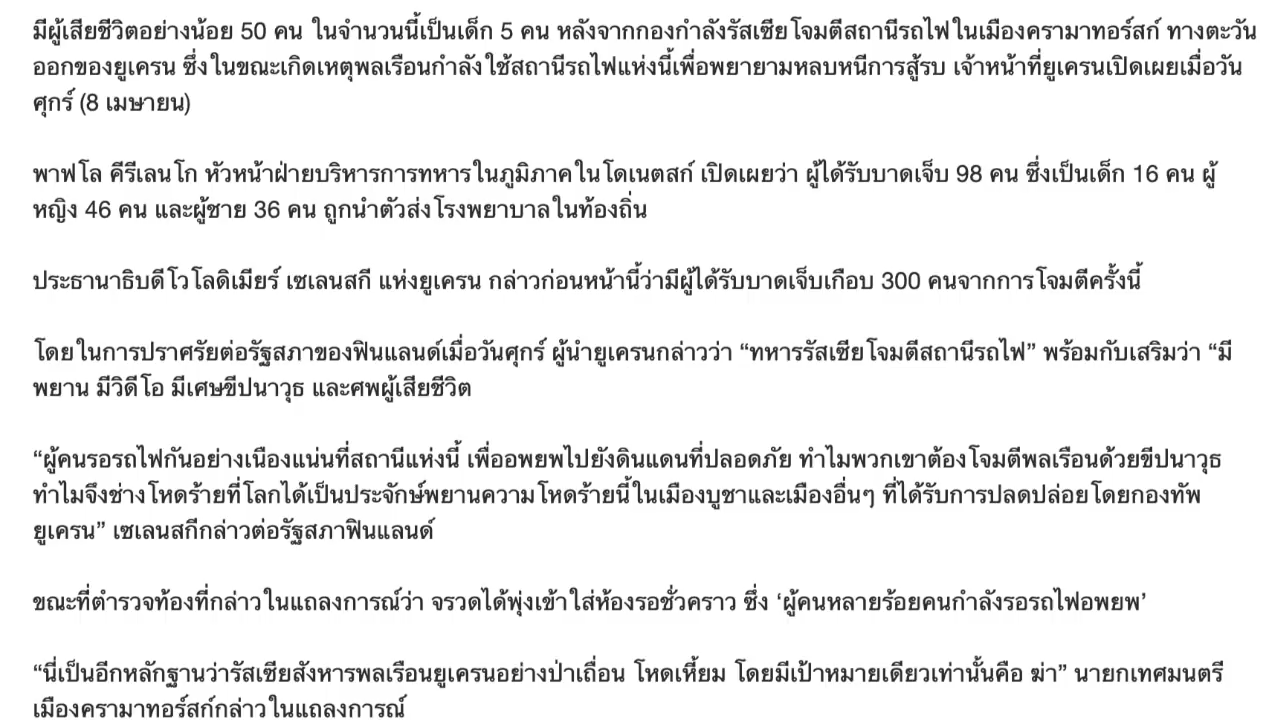 มีผู้เสียชีวิตอย่างน้อย 50 คน ในจำนวนนี้เป็นเด็ก 5 คน หลังจากกองกำลังรัสเซียโจมตีสถานีรถไฟในเมืองครามาทอร์สก์ ทางตะวัน
ออกของยูเครน ซึ่งในขณะเกิดเหตุพลเรือนกำลังใช้สถานีรถไฟแห่งนี้เพื่อพยายามหลบหนีการสู้รบ เจ้าหน้าที่ยูเครนเปิดเผยเมื่อวัน
ศุกร์ (8 เมษายน)
พาฟโล คีรีเลนโก หัวหน้าฝ่ายบริหารการทหารในภูมิภาคในโดเนตสก์ เปิดเผยว่า ผู้ได้รับบาดเจ็บ 98 คน ซึ่งเป็นเด็ก 16 คน ผู้
หญิง 46 คน และผู้ชาย 36 คน ถูกนำตัวส่งโรงพยาบาลในท้องถิ่น
ประธานาธิบดีโวโลดิเมียร์ เซเลนสกี แห่งยูเครน กล่าวก่อนหน้านี้ว่ามีผู้ได้รับบาดเจ็บเกือบ 300 คนจากการโจมตีครั้งนี้
โดยในการปราศรัยต่อรัฐสภาของฟินแลนด์เมื่อวันศุกร์ ผู้นำยูเครนกล่าวว่า “ทหารรัสเซียโจมตีสถานีรถไฟ” พร้อมกับเสริมว่า “มี
พยาน มีวิดีโอ มีเศษขีปนาวุธ และศพผู้เสียชีวิต
“ผู้คนรอรถไฟกันอย่างเนืองแน่นที่สถานีแห่งนี้ เพื่ออพยพไปยังดินแดนที่ปลอดภัย ทำไมพวกเขาต้องโจมตีพลเรือนด้วยขีปนาวุธ
ทำไมจึงช่างโหดร้ายที่โลกได้เป็นประจักษ์พยานความโหดร้ายนี้ในเมืองบูชาและเมืองอื่นๆ ที่ได้รับการปลดปล่อยโดยกองทัพ
ยูเครน” เซเลนสกีกล่าวต่อรัฐสภาฟินแลนด์
ขณะที่ตำรวจท้องที่กล่าวในแถลงการณ์ว่า จรวดได้พุ่งเข้าใส่ห้องรอชั่วคราว ซึ่ง ‘ผู้คนหลายร้อยคนกำลังรอรถไฟอพยพ’
“นี่เป็นอีกหลักฐานว่ารัสเซียสังหารพลเรือนยูเครนอย่างป่าเถื่อน โหดเหี้ยม โดยมีเป้าหมายเดียวเท่านั้นคือ ฆ่า” นายกเทศมนตรี
เมืองครามาทอร์สก์กล่าวในแถลงการณ์